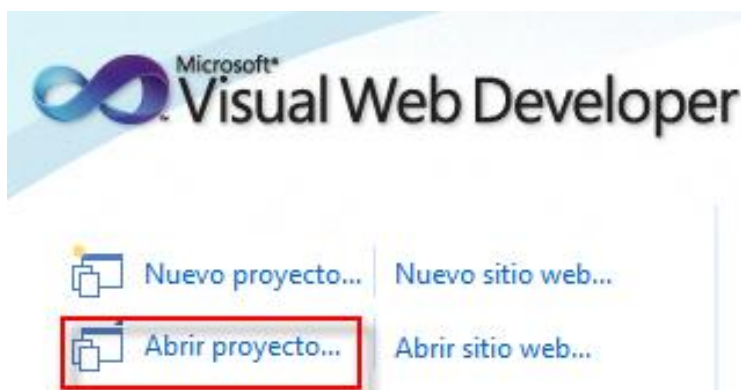 Microsoft®
Visual Web Developer
Nuevo proyecto... Nuevo sitio web...
Abrir proyecto... Abrir sitio web...